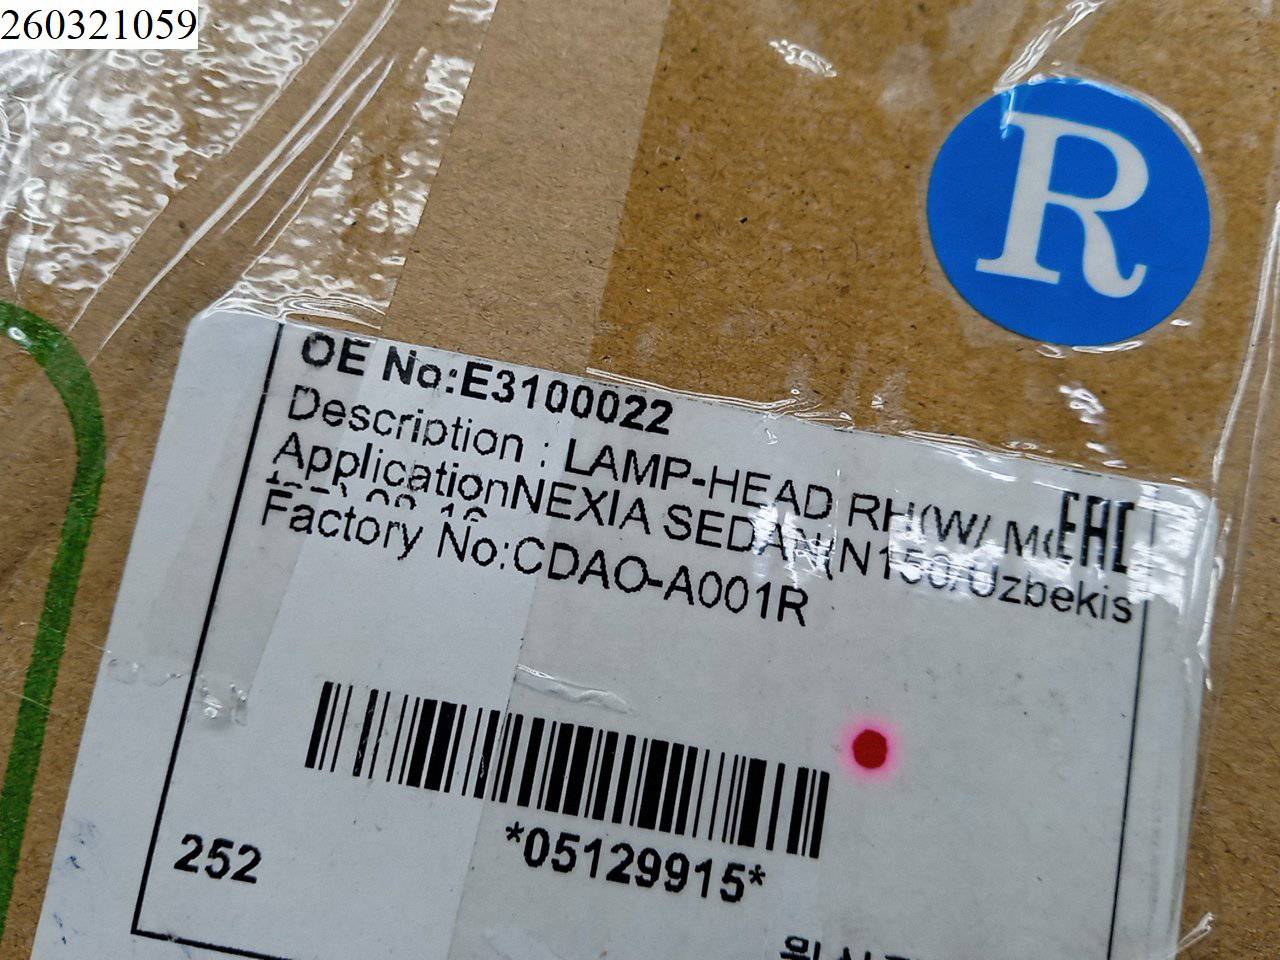 260321059
R
OE No:E3100022
Description : LAMP-HEAD RH(W/ M
EAC
ApplicationNEXIA SEDAN(N150/Uzbekis
Factory No:CDAO-A001R
*05129915*
252